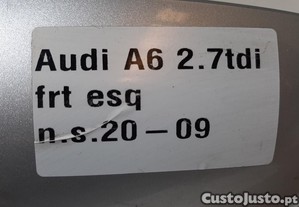 Audi A6 2.7tdi
frt esq
n.s.20-09
CustoJusto.pt